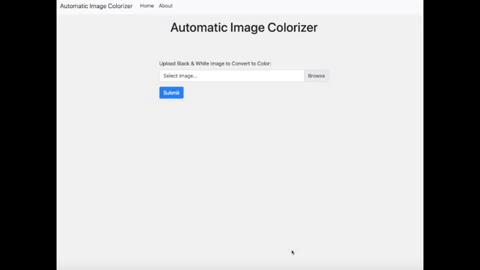 Automatic Image Colorizer Home About
Automatic Image Colorizer
Upload Black & White Image to Convert to Color:
Select image... Browse
Submit